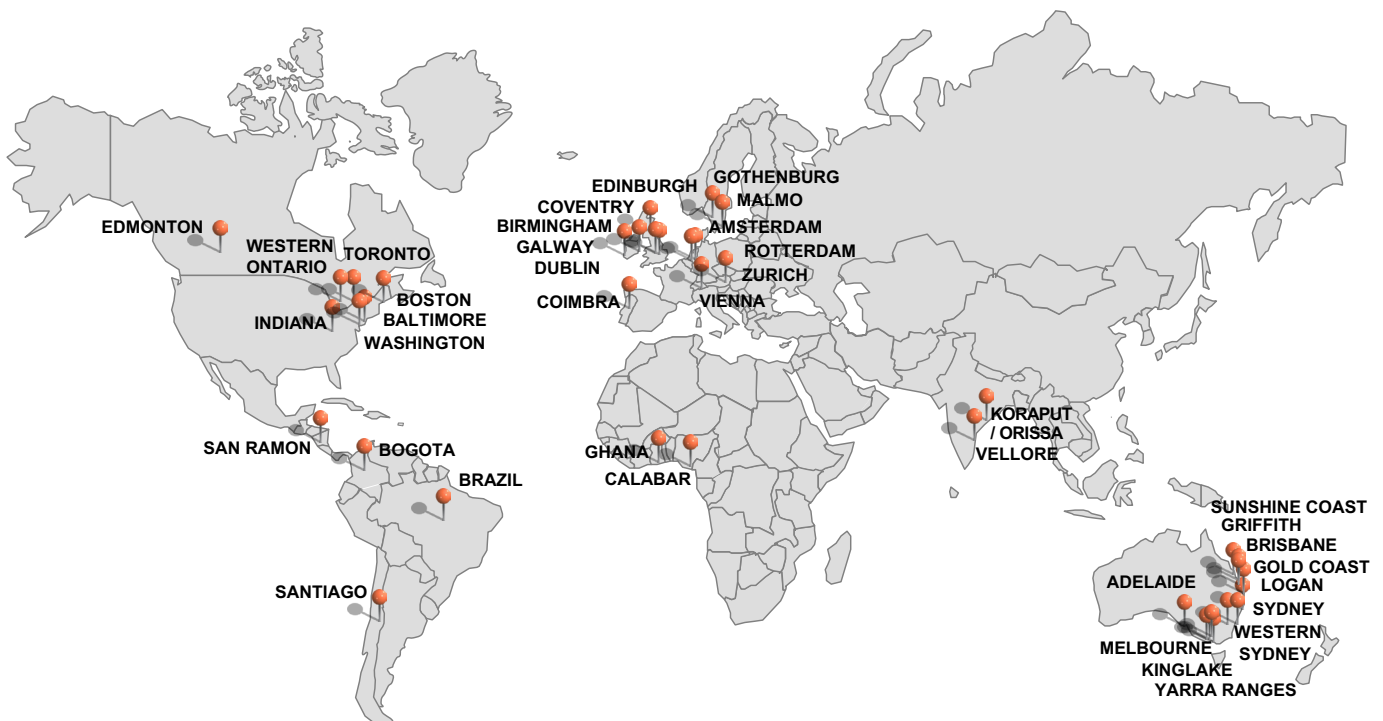 EDMONTON
WESTERN
ONTARIO
TORONTO
BOSTON
BALTIMORE
WASHINGTON
INDIANA
SAN RAMON
BOGOTA
BRAZIL
SANTIAGO
EDINBURGH
GOTHENBURG
MALMO
COVENTRY
BIRMINGHAM
GALWAY
DUBLIN
AMSTERDAM
ROTTERDAM
ZURICH
VIENNA
COIMBRA
GHANA
CALABAR
KORAPUT
/ ORISSA
VELLORE
SUNSHINE COAST
GRIFFITH
BRISBANE
GOLD COAST
LOGAN
ADELAIDE
SYDNEY
WESTERN
SYDNEY
MELBOURNE
KINGLAKE
YARRA RANGES